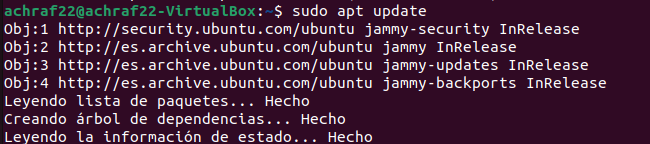 achraf22@achraf22-VirtualBox:~$ sudo apt update
Obj:1 http://security.ubuntu.com/ubuntu jammy-security InRelease
Obj:2 http://es.archive.ubuntu.com/ubuntu jammy InRelease
Obj:3 http://es.archive.ubuntu.com/ubuntu jammy-updates InRelease
Obj:4 http://es.archive.ubuntu.com/ubuntu jammy-backports InRelease
Leyendo lista de paquetes... Hecho
Creando árbol de dependencias... Hecho
Leyendo la información de estado... Hecho